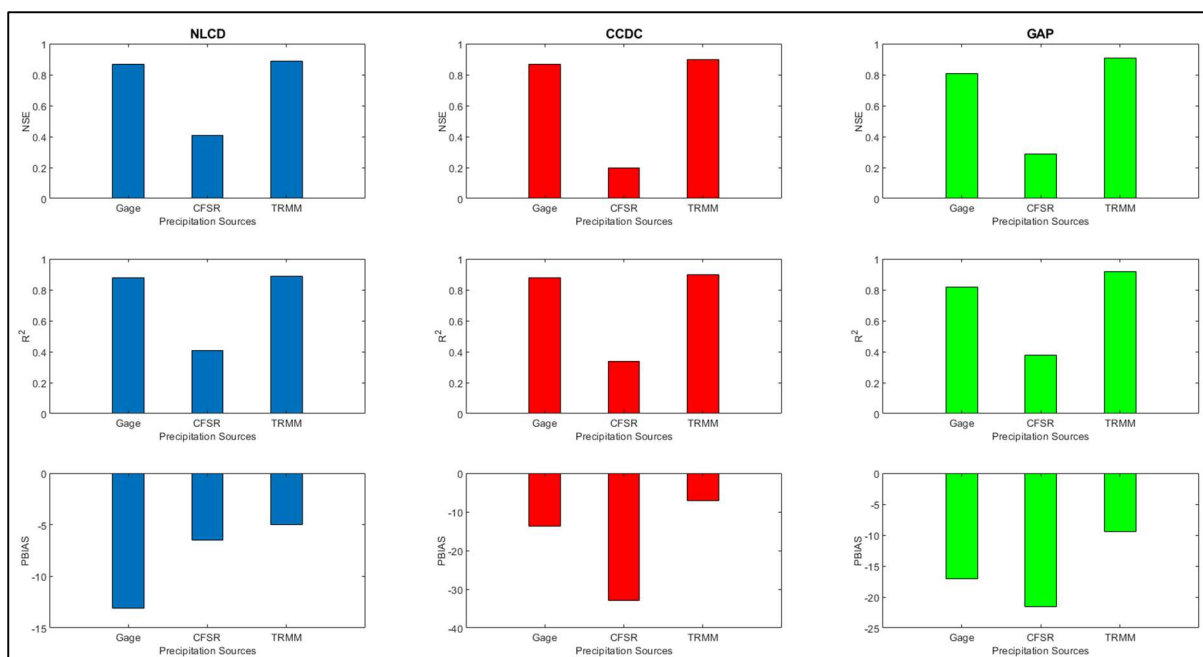 NLCD
1
0.8
0.6
0.4
0.2
0
NSE
Gage CFSR TRMM
Precipitation Sources
CCDC
1
0.8
0.6
0.4
0.2
0
NSE
Gage CFSR TRMM
Precipitation Sources
GAP
1
0.8
0.6
0.4
0.2
0
NSE
Gage CFSR TRMM
Precipitation Sources
1
0.8
0.6
0.4
0.2
0
R²
Gage CFSR TRMM
Precipitation Sources
1
0.8
0.6
0.4
0.2
0
R²
Gage CFSR TRMM
Precipitation Sources
1
0.8
0.6
0.4
0.2
0
R²
Gage CFSR TRMM
Precipitation Sources
0
-5
-10
-15
PBIAS
Gage CFSR TRMM
Precipitation Sources
0
-10
-20
-30
-40
PBIAS
Gage CFSR TRMM
Precipitation Sources
0
-5
-10
-15
-20
-25
PBIAS
Gage CFSR TRMM
Precipitation Sources